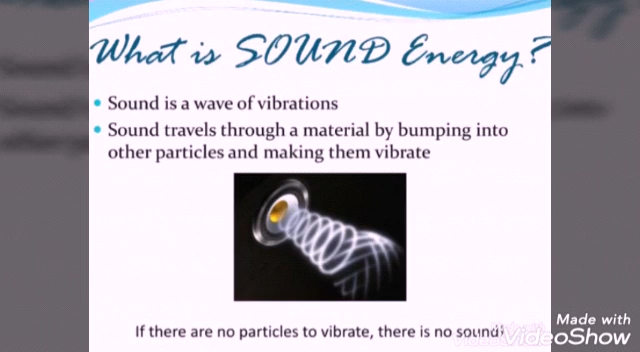 What is SOUND Energy?
• Sound is a wave of vibrations
• Sound travels through a material by bumping into
other particles and making them vibrate
If there are no particles to vibrate, there is no sound!
Made with
VideoShow